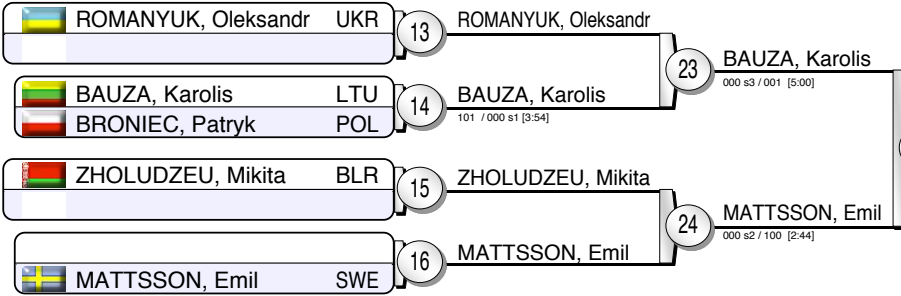 ROMANYUK, Oleksandr UKR
13
ROMANYUK, Oleksandr
BAUZA, Karolis LTU
BRONIEC, Patryk POL
14
BAUZA, Karolis
101 / 000 s1 [3:54]
23
BAUZA, Karolis
000 s3 / 001 [5:00]
ZHOLUDZEU, Mikita BLR
15
ZHOLUDZEU, Mikita
MATTSSON, Emil SWE
16
MATTSSON, Emil
24
MATTSSON, Emil
000 s2 / 100 [2:44]